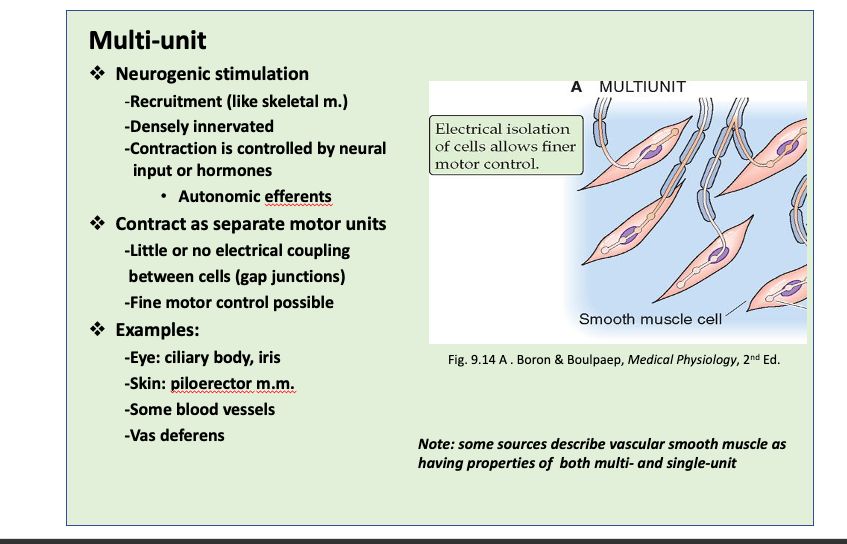 Multi-unit
❖ Neurogenic stimulation
-Recruitment (like skeletal m.)
-Densely innervated
-Contraction is controlled by neural
input or hormones
• Autonomic efferents
❖ Contract as separate motor units
-Little or no electrical coupling
between cells (gap junctions)
-Fine motor control possible
❖ Examples:
-Eye: ciliary body, iris
-Skin: piloerector m.m.
-Some blood vessels
-Vas deferens
A MULTIUNIT
Electrical isolation
of cells allows finer
motor control.
Smooth muscle cell
Fig. 9.14 A . Boron & Boulpaep, Medical Physiology, 2nd Ed.
Note: some sources describe vascular smooth muscle as
having properties of both multi- and single-unit